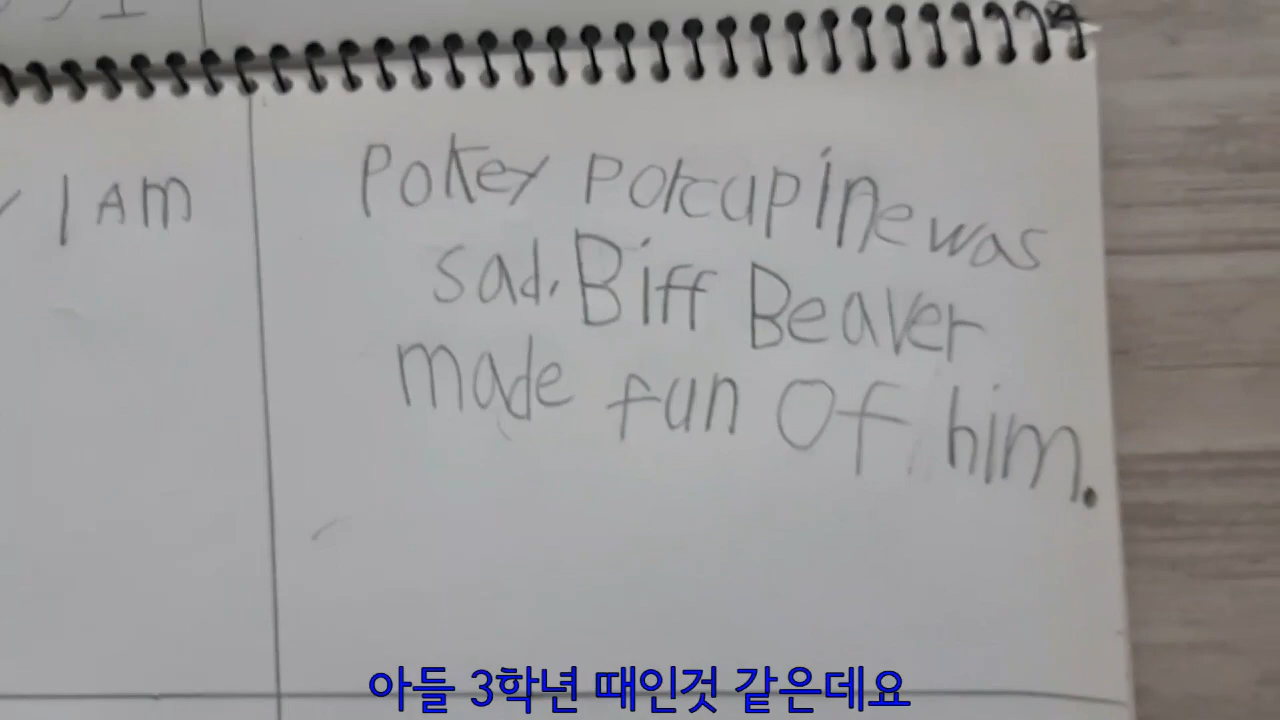 I AM
Pokey Porcupine was
sad. Biff Beaver
made fun of him.
아들 3학년 때인것 같은데요